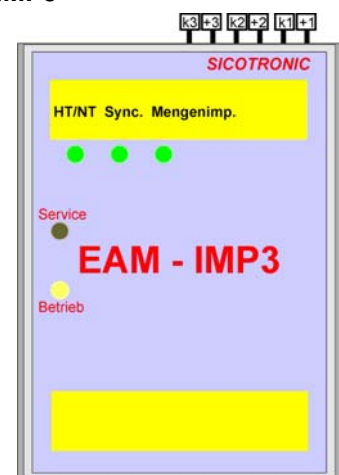 k3 +3 k2 +2 k1 +1
SICOTRONIC
HT/NT Sync. Mengenimp.
Service
EAM - IMP3
Betrieb